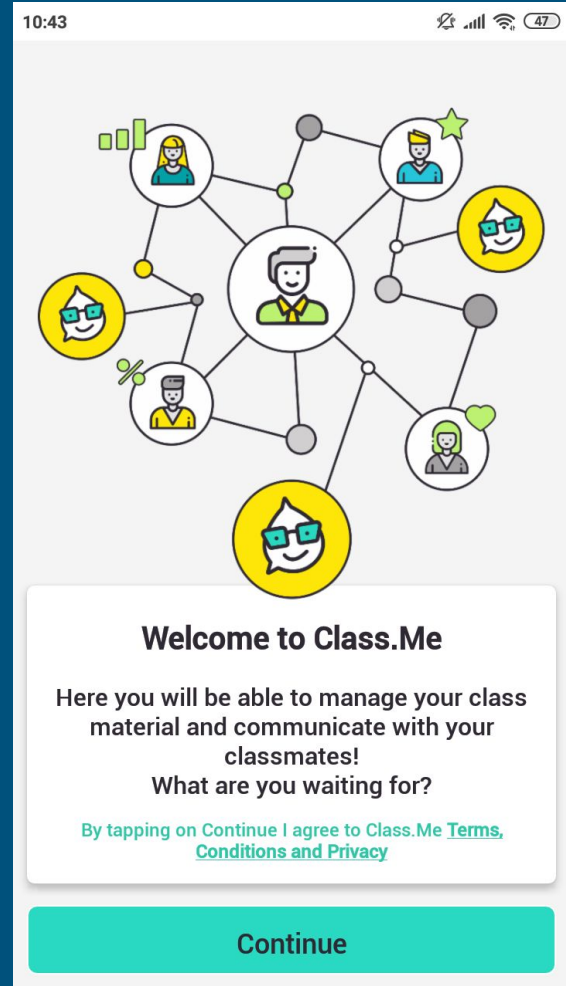 10:43
47
%
Welcome to Class.Me
Here you will be able to manage your class
material and communicate with your
classmates!
What are you waiting for?
By tapping on Continue I agree to Class.Me Terms,
Conditions and Privacy
Continue